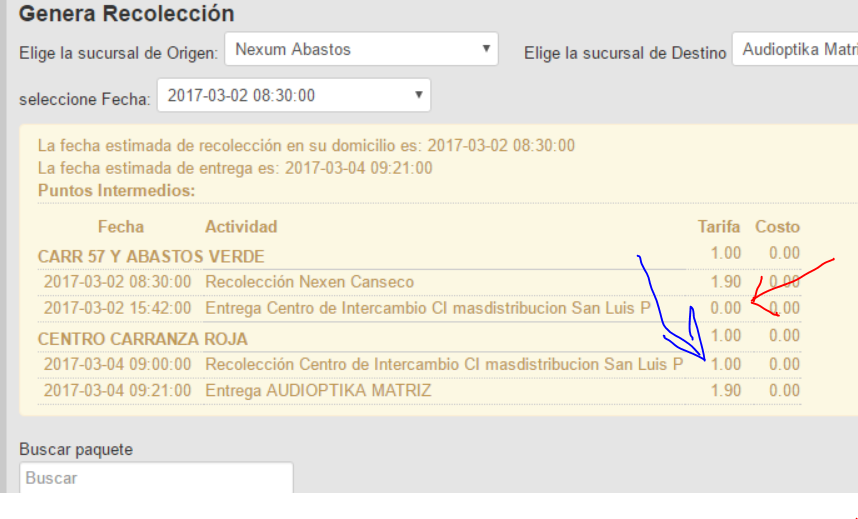 Genera Recolección
Elige la sucursal de Origen: Nexum Abastos Elige la sucursal de Destino Audioptika Matri
seleccione Fecha: 2017-03-02 08:30:00
La fecha estimada de recolección en su domicilio es: 2017-03-02 08:30:00
La fecha estimada de entrega es: 2017-03-04 09:21:00
Puntos Intermedios:
Fecha Actividad Tarifa Costo
CARR 57 Y ABASTOS VERDE 1.00 0.00
2017-03-02 08:30:00 Recolección Nexen Canseco 1.90 0.00
2017-03-02 15:42:00 Entrega Centro de Intercambio CI masdistribucion San Luis P 0.00 0.00
CENTRO CARRANZA ROJA 1.00 0.00
2017-03-04 09:00:00 Recolección Centro de Intercambio CI masdistribucion San Luis P 1.00 0.00
2017-03-04 09:21:00 Entrega AUDIOPTIKA MATRIZ 1.90 0.00
Buscar paquete
Buscar